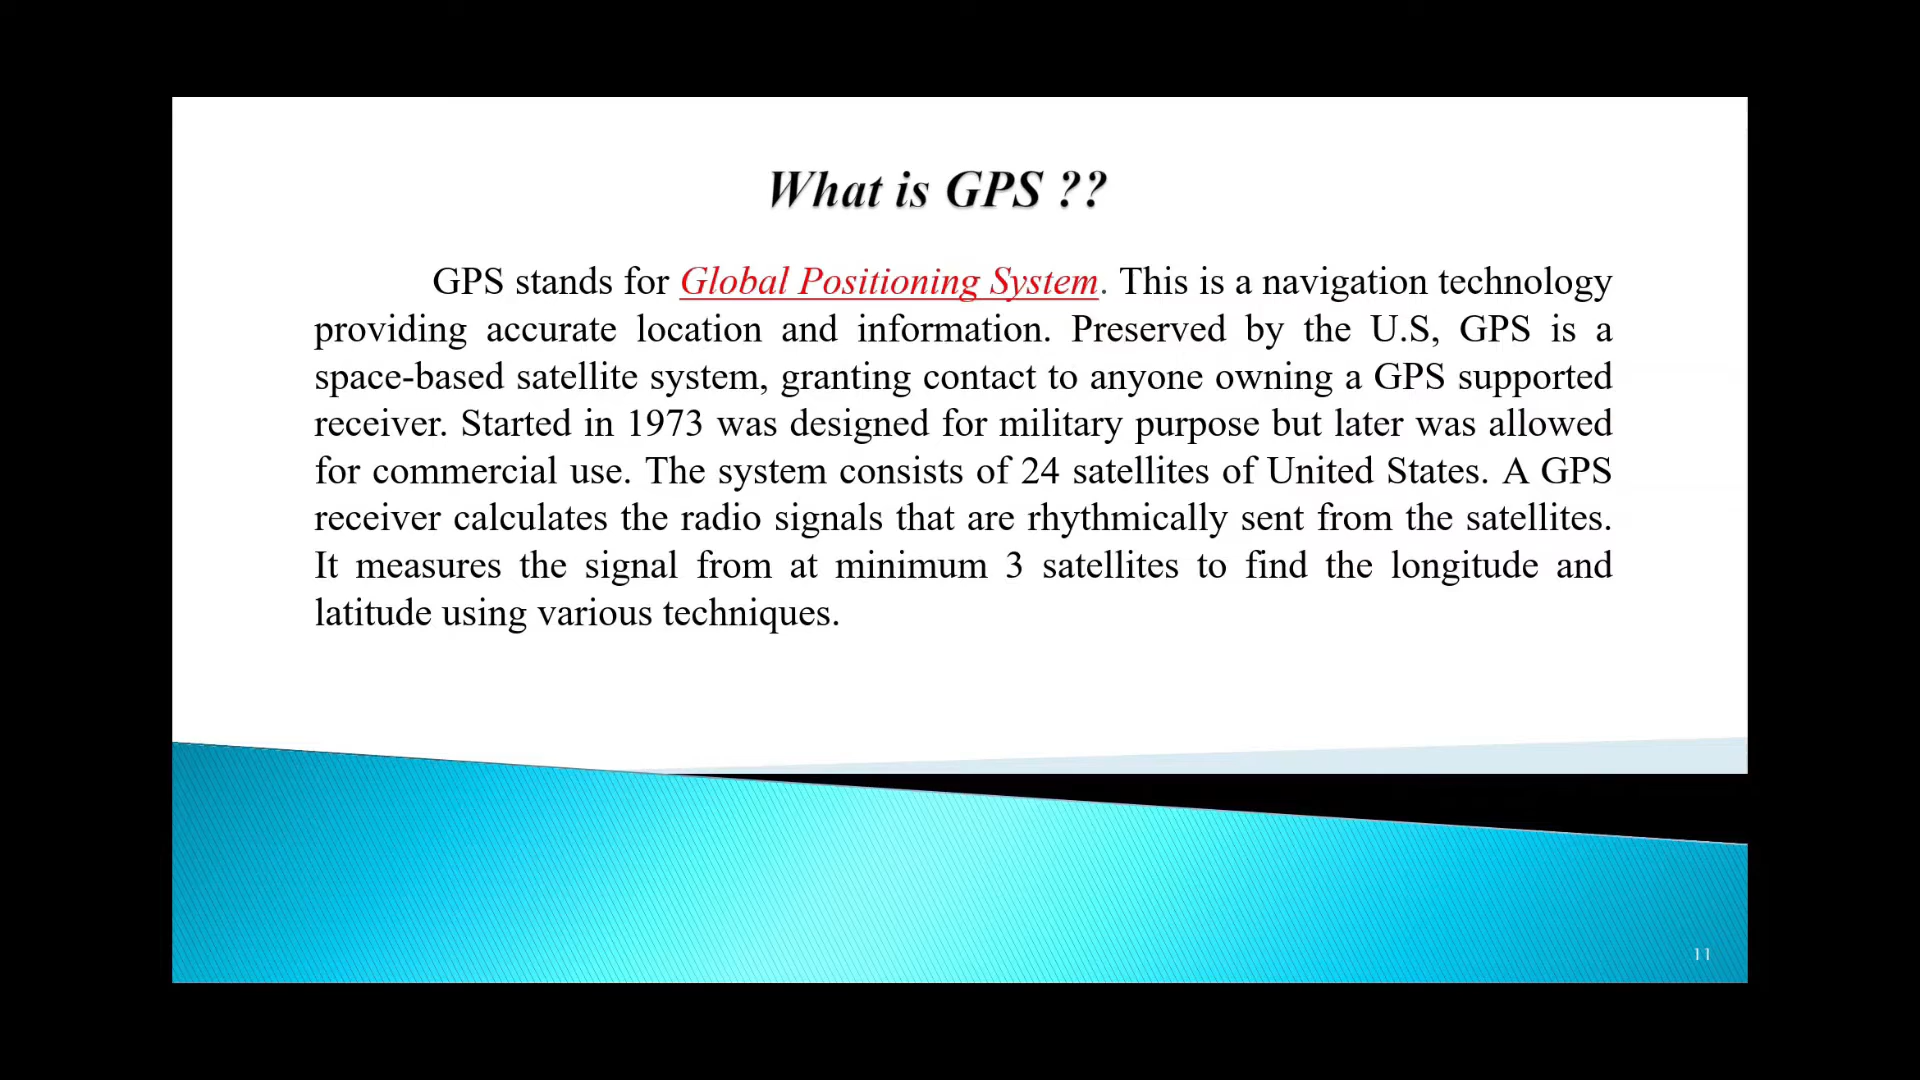 What is GPS ??
GPS stands for Global Positioning System. This is a navigation technology
providing accurate location and information. Preserved by the U.S, GPS is a
space-based satellite system, granting contact to anyone owning a GPS supported
receiver. Started in 1973 was designed for military purpose but later was allowed
for commercial use. The system consists of 24 satellites of United States. A GPS
receiver calculates the radio signals that are rhythmically sent from the satellites.
It measures the signal from at minimum 3 satellites to find the longitude and
latitude using various techniques.
11